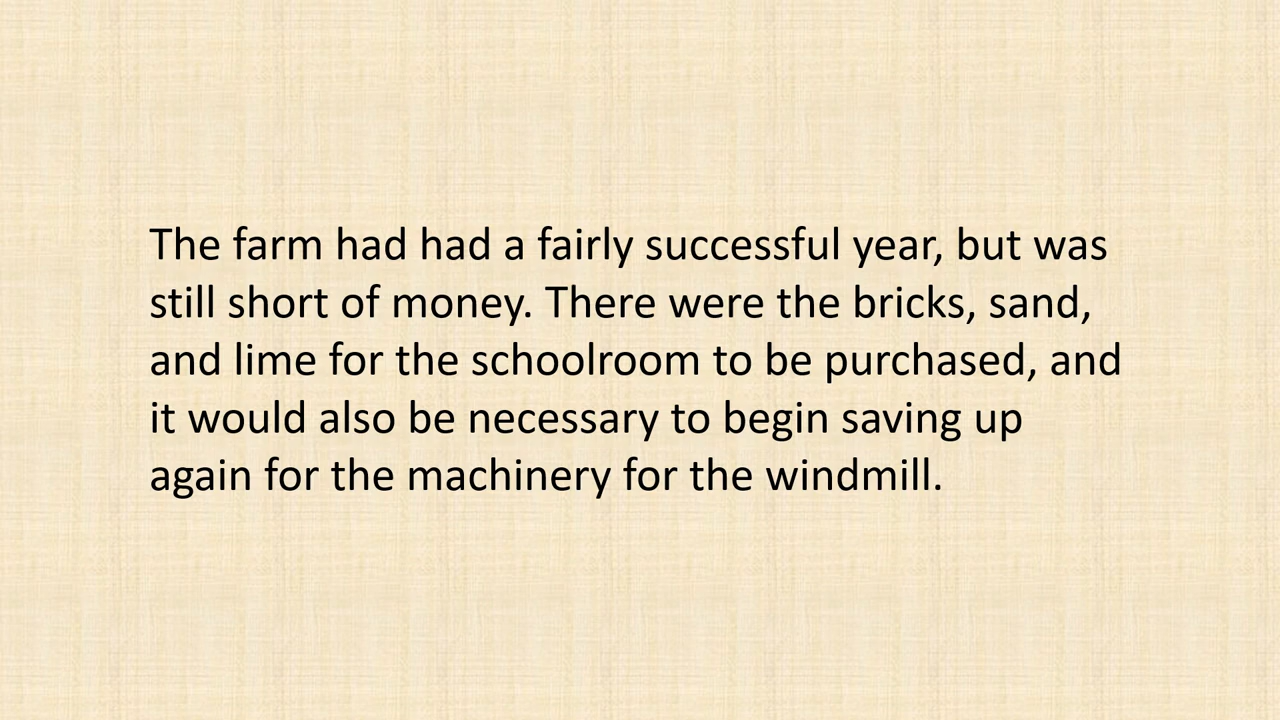 The farm had had a fairly successful year, but was
still short of money. There were the bricks, sand,
and lime for the schoolroom to be purchased, and
it would also be necessary to begin saving up
again for the machinery for the windmill.